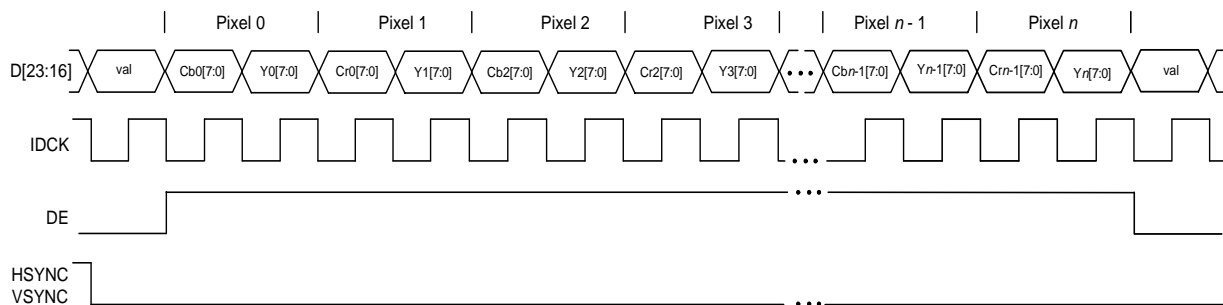 Pixel 0 Pixel 1 Pixel 2 Pixel 3 Pixel n - 1 Pixel n
D[23:16] val Cb0[7:0] Y0[7:0] Cr0[7:0] Y1[7:0] Cb2[7:0] Y2[7:0] Cr2[7:0] Y3[7:0] ••• Cbn-1[7:0] Yn-1[7:0] Crn-1[7:0] Yn[7:0] val
IDCK •••
DE •••
HSYNC
VSYNC •••